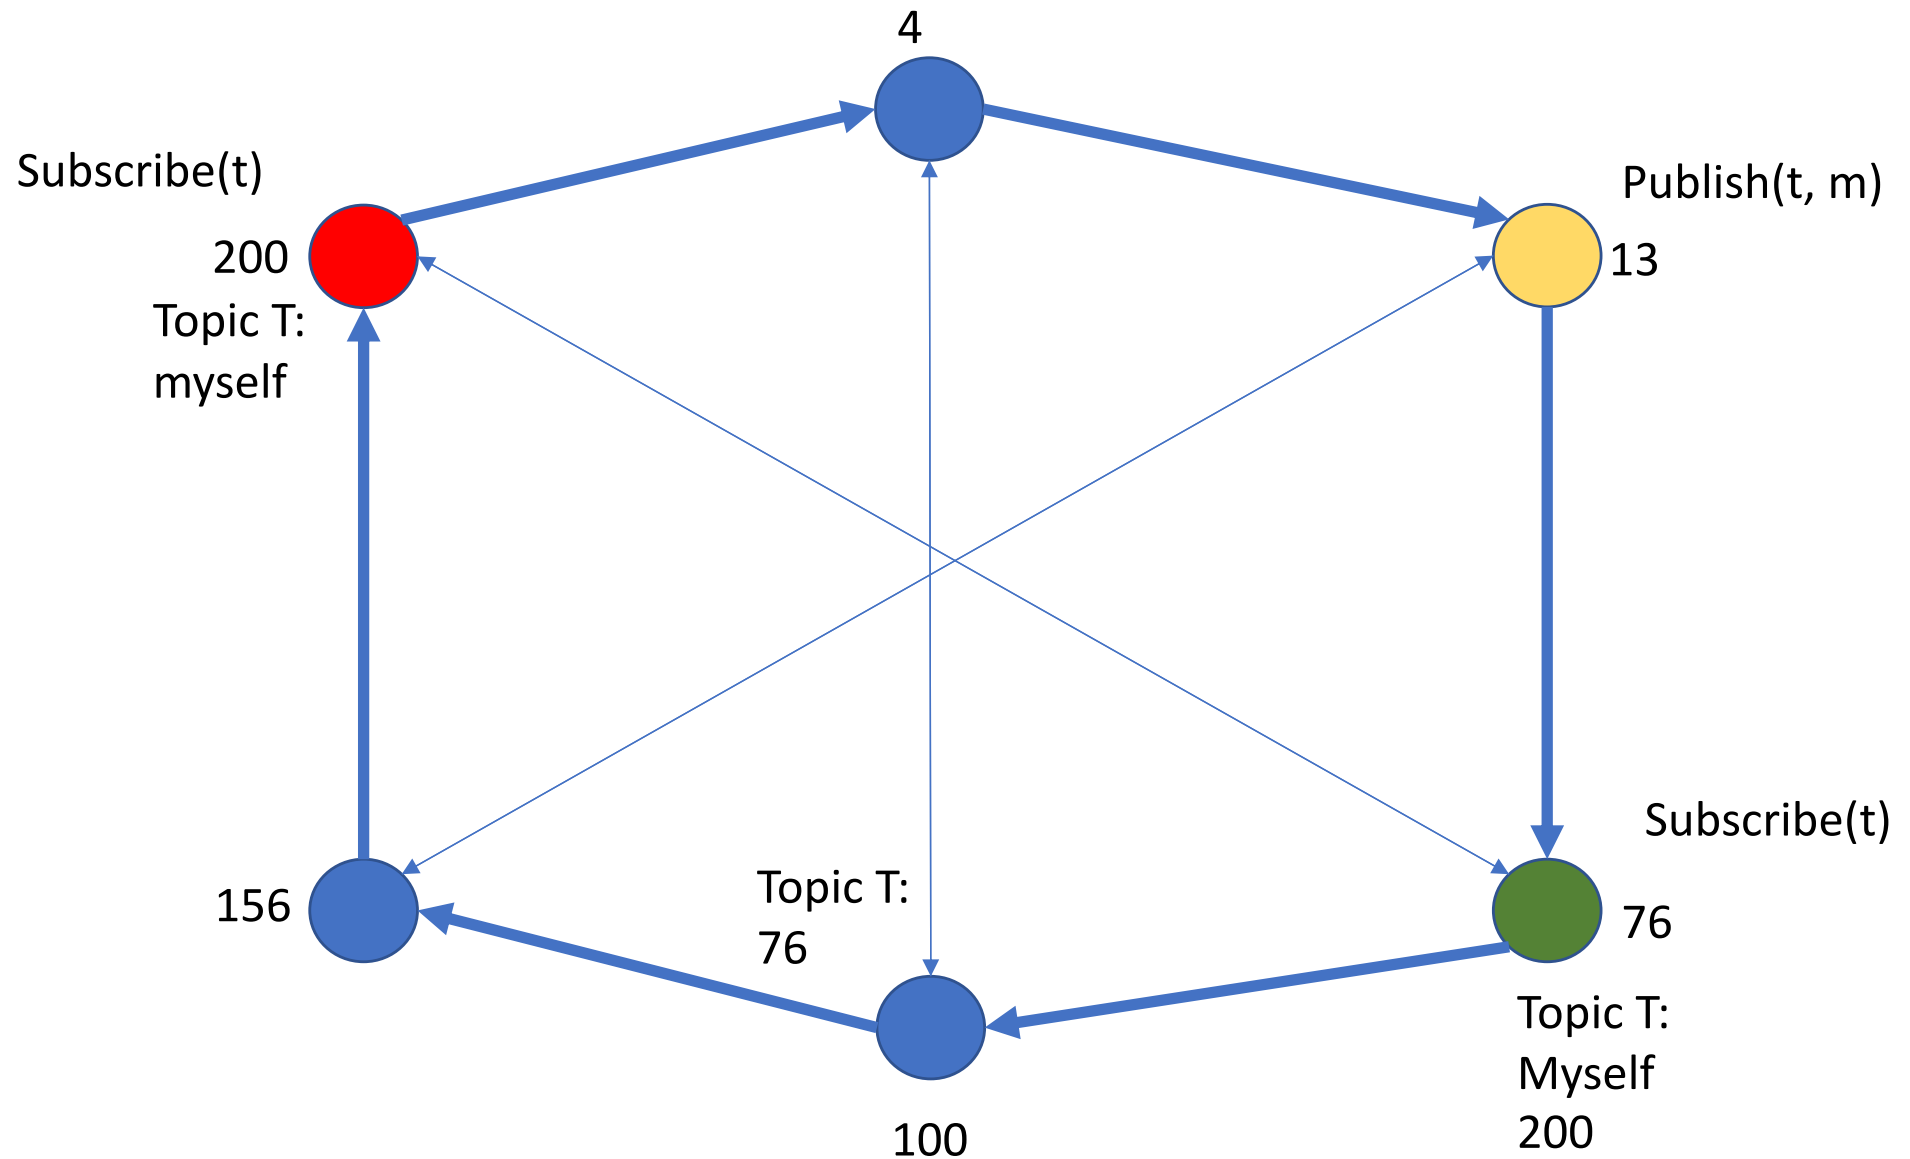 4
Subscribe(t)
Publish(t, m)
200
13
Topic T:
myself
Subscribe(t)
156
Topic T:
76
76
Topic T:
Myself
200
100